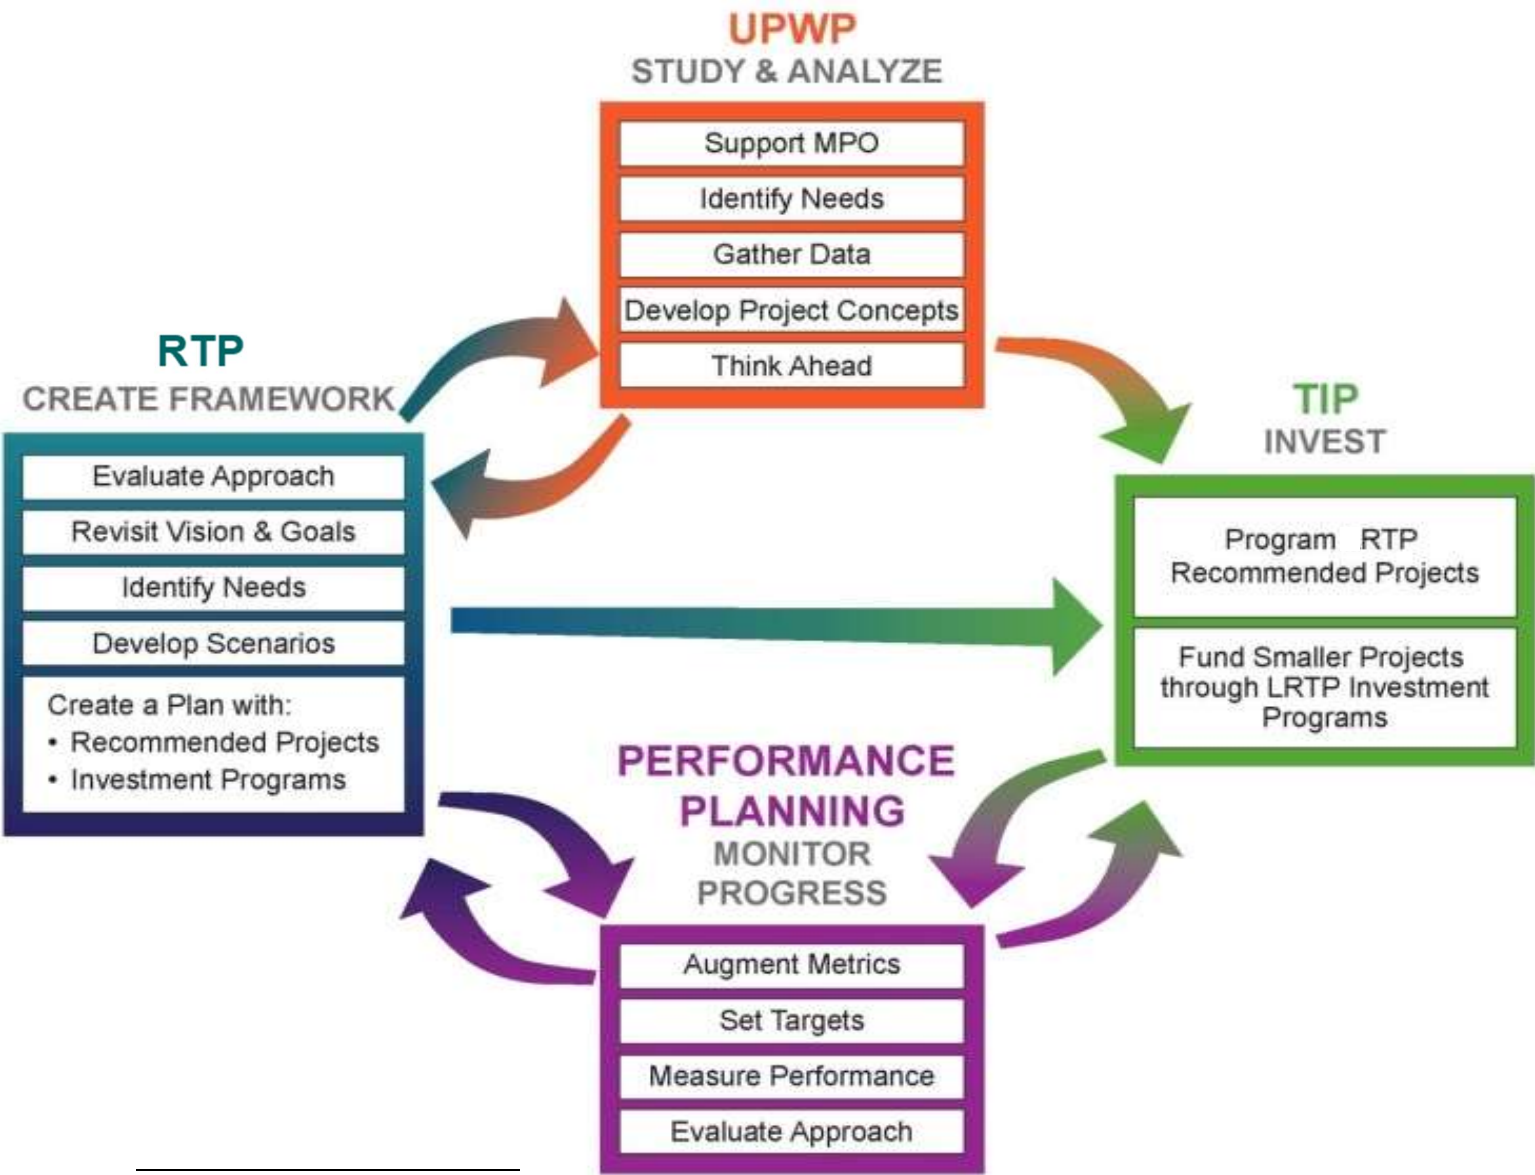 UPWP
STUDY & ANALYZE
Support MPO
Identify Needs
Gather Data
Develop Project Concepts
Think Ahead
RTP
CREATE FRAMEWORK
Evaluate Approach
Revisit Vision & Goals
Identify Needs
Develop Scenarios
Create a Plan with:
• Recommended Projects
• Investment Programs
TIP
INVEST
Program RTP
Recommended Projects
Fund Smaller Projects
through LRTP Investment
Programs
PERFORMANCE
PLANNING
MONITOR
PROGRESS
Augment Metrics
Set Targets
Measure Performance
Evaluate Approach